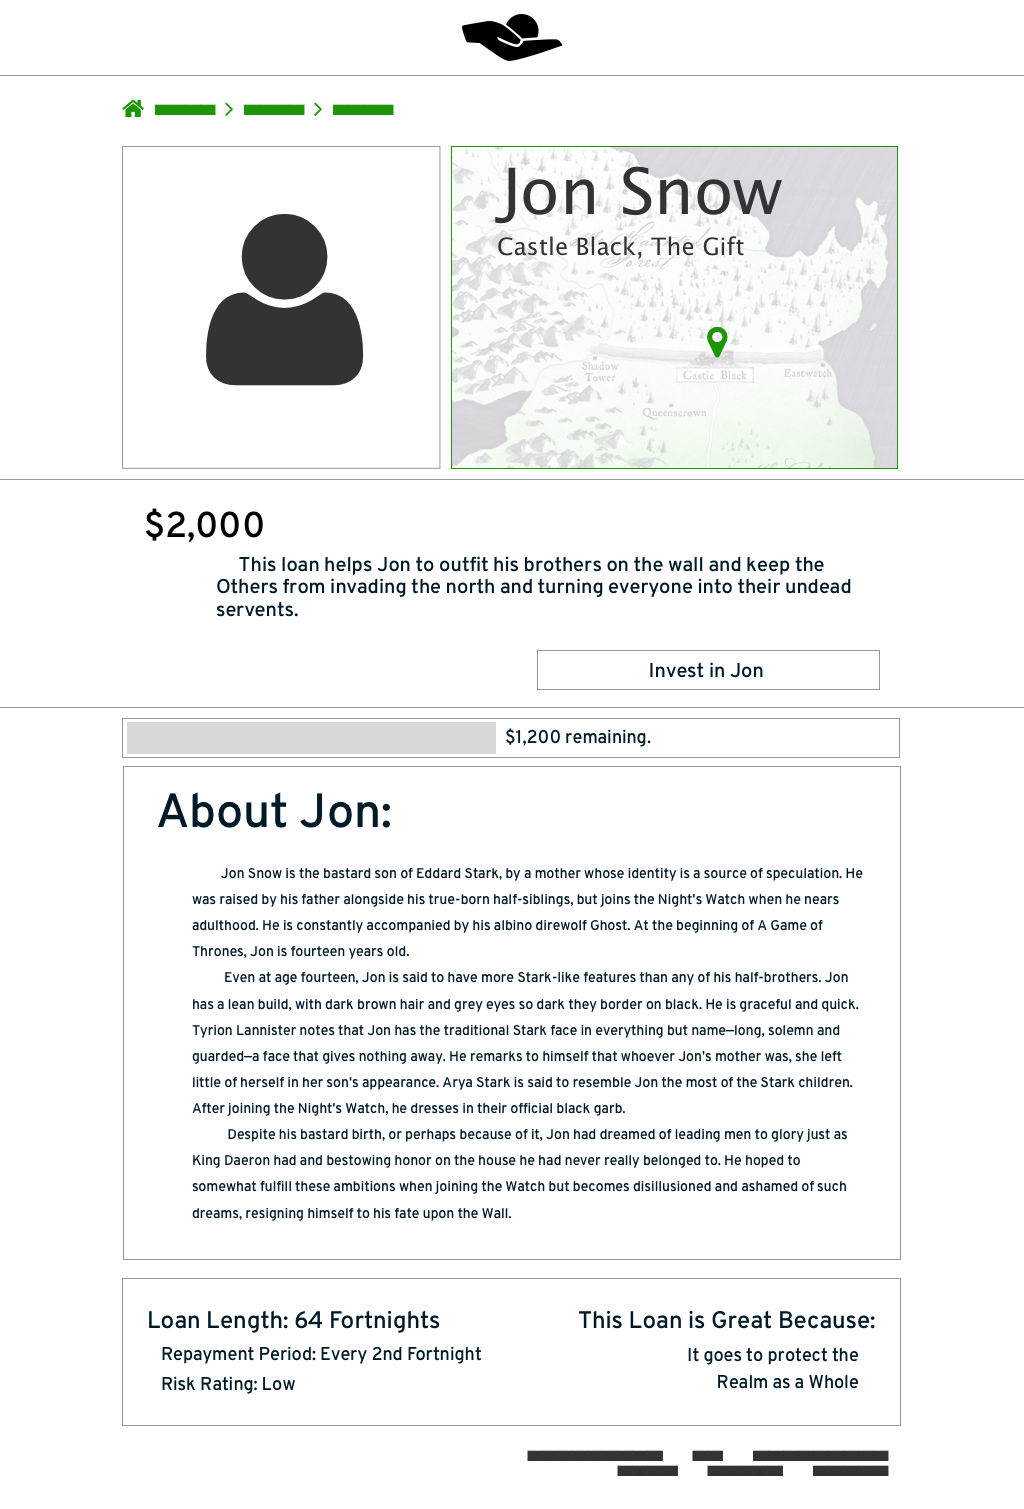 Jon Snow
Castle Black, The Gift
Shadow
Tower
Castle Black
Eastwatch
Queenscrown
$2,000
This loan helps Jon to outfit his brothers on the wall and keep the
Others from invading the north and turning everyone into their undead
servents.
Invest in Jon
$1,200 remaining.
About Jon:
Jon Snow is the bastard son of Eddard Stark, by a mother whose identity is a source of speculation. He
was raised by his father alongside his true-born half-siblings, but joins the Night's Watch when he nears
adulthood. He is constantly accompanied by his albino direwolf Ghost. At the beginning of A Game of
Thrones, Jon is fourteen years old.
Even at age fourteen, Jon is said to have more Stark-like features than any of his half-brothers. Jon
has a lean build, with dark brown hair and grey eyes so dark they border on black. He is graceful and quick.
Tyrion Lannister notes that Jon has the traditional Stark face in everything but name—long, solemn and
guarded—a face that gives nothing away. He remarks to himself that whoever Jon's mother was, she left
little of herself in her son's appearance. Arya Stark is said to resemble Jon the most of the Stark children.
After joining the Night's Watch, he dresses in their official black garb.
Despite his bastard birth, or perhaps because of it, Jon had dreamed of leading men to glory just as
King Daeron had and bestowing honor on the house he had never really belonged to. He hoped to
somewhat fulfill these ambitions when joining the Watch but becomes disillusioned and ashamed of such
dreams, resigning himself to his fate upon the Wall.
Loan Length: 64 Fortnights
Repayment Period: Every 2nd Fortnight
Risk Rating: Low
This Loan is Great Because:
It goes to protect the
Realm as a Whole